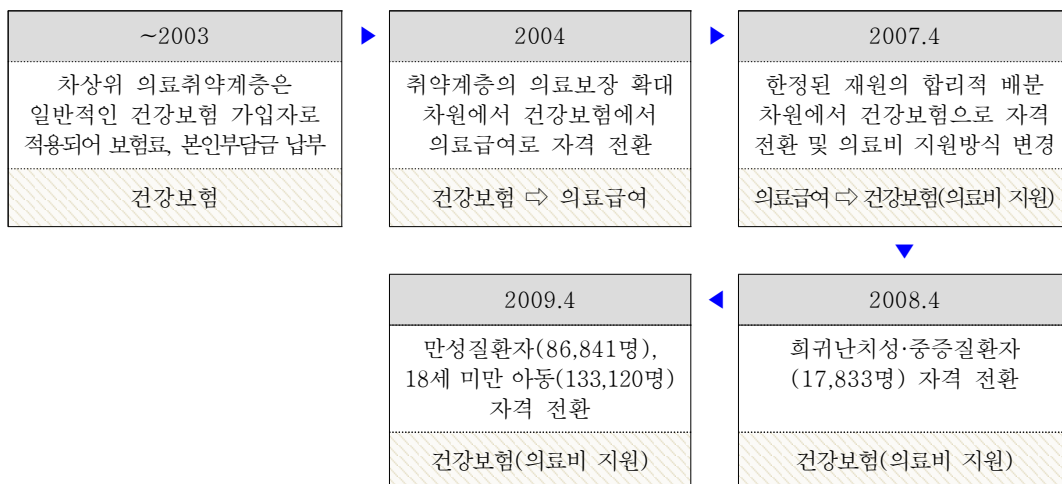 ~2003
차상위 의료취약계층은
일반적인 건강보험 가입자로
적용되어 보험료, 본인부담금 납부
건강보험
2004
취약계층의 의료보장 확대
차원에서 건강보험에서
의료급여로 자격 전환
건강보험 ⇨ 의료급여
2007.4
한정된 재원의 합리적 배분
차원에서 건강보험으로 자격
전환 및 의료비 지원방식 변경
의료급여 ⇨ 건강보험(의료비 지원)
2008.4
희귀난치성·중증질환자
(17,833명) 자격 전환
건강보험(의료비 지원)
2009.4
만성질환자(86,841명),
18세 미만 아동(133,120명)
자격 전환
건강보험(의료비 지원)